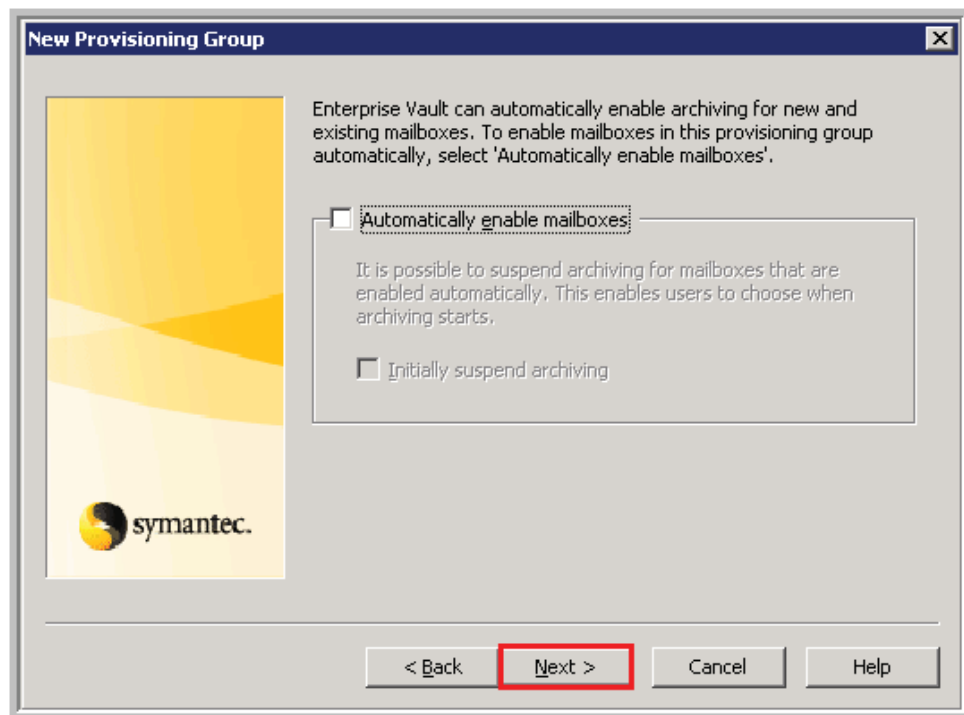 New Provisioning Group
Enterprise Vault can automatically enable archiving for new and
existing mailboxes. To enable mailboxes in this provisioning group
automatically, select 'Automatically enable mailboxes'.
Automatically enable mailboxes
It is possible to suspend archiving for mailboxes that are
enabled automatically. This enables users to choose when
archiving starts.
Initially suspend archiving
symantec.
< Back Next > Cancel Help